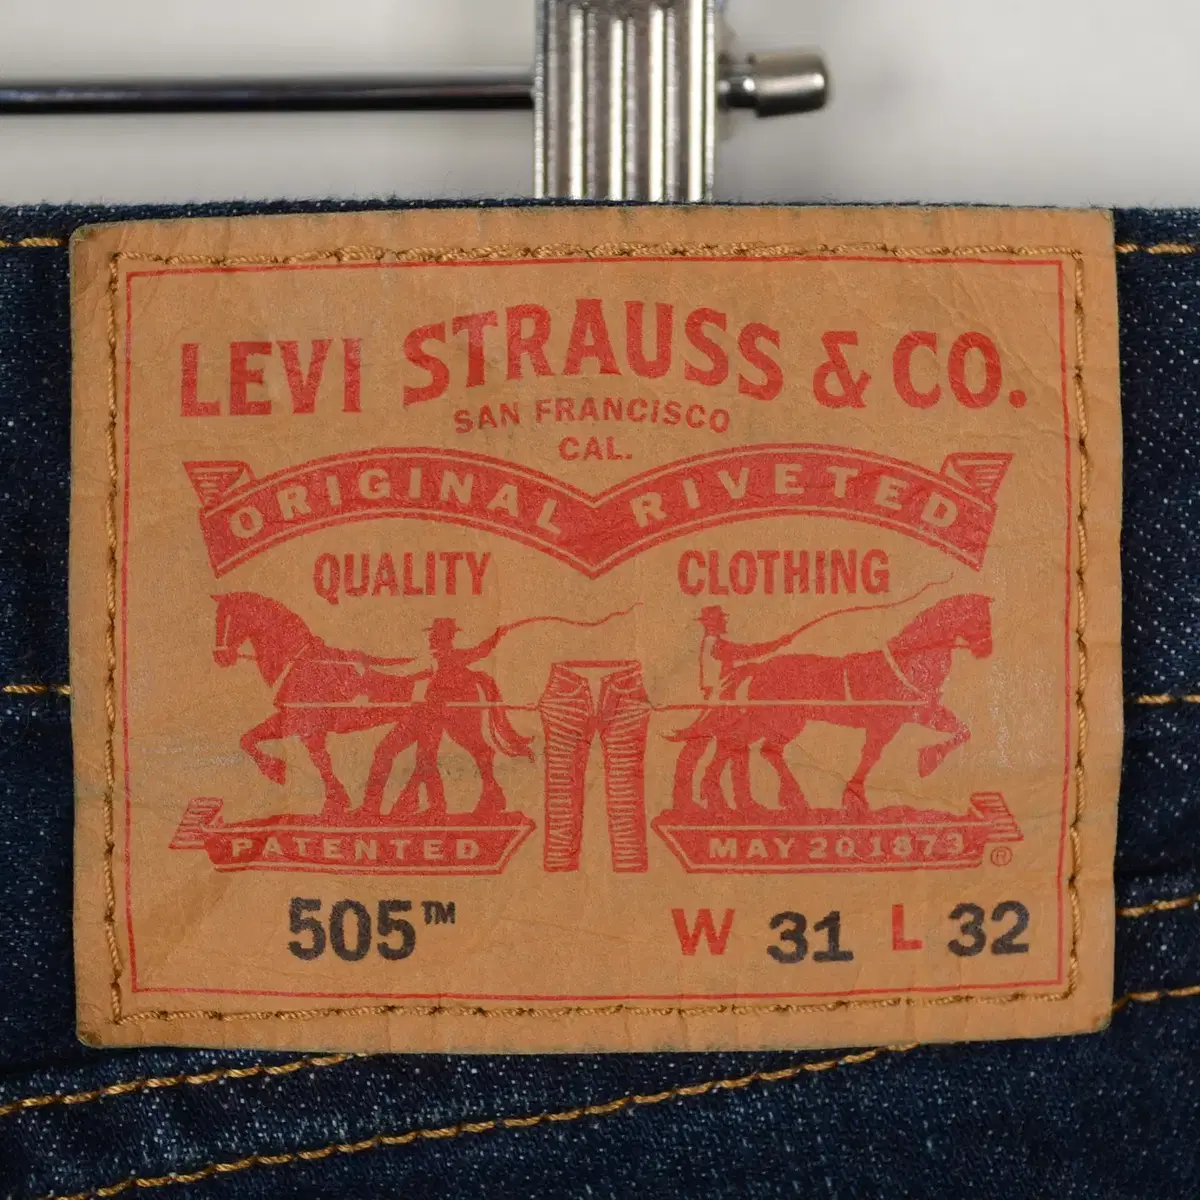 LEVI STRAUSS & CO.
SAN FRANCISCO
CAL.
ORIGINAL RIVETED
QUALITY CLOTHING
PATENTED MAY 20 1873 ®
505™ W 31 L 32